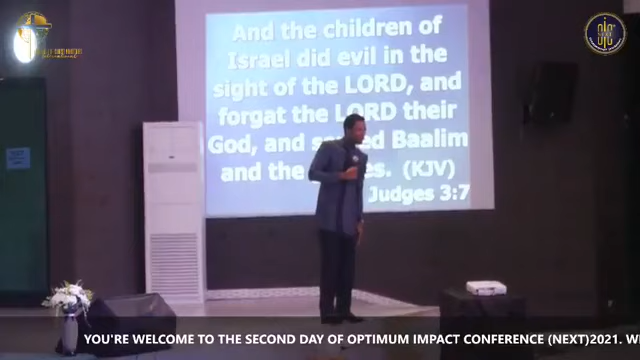 And the children of
Israel did evil in the
sight of the LORD, and
forgat the LORD their
God, and Baalim
and the (KJV)
Judges 3:7
YOU'RE WELCOME TO THE SECOND DAY OF OPTIMUM IMPACT CONFERENCE (NEXT)2021. W